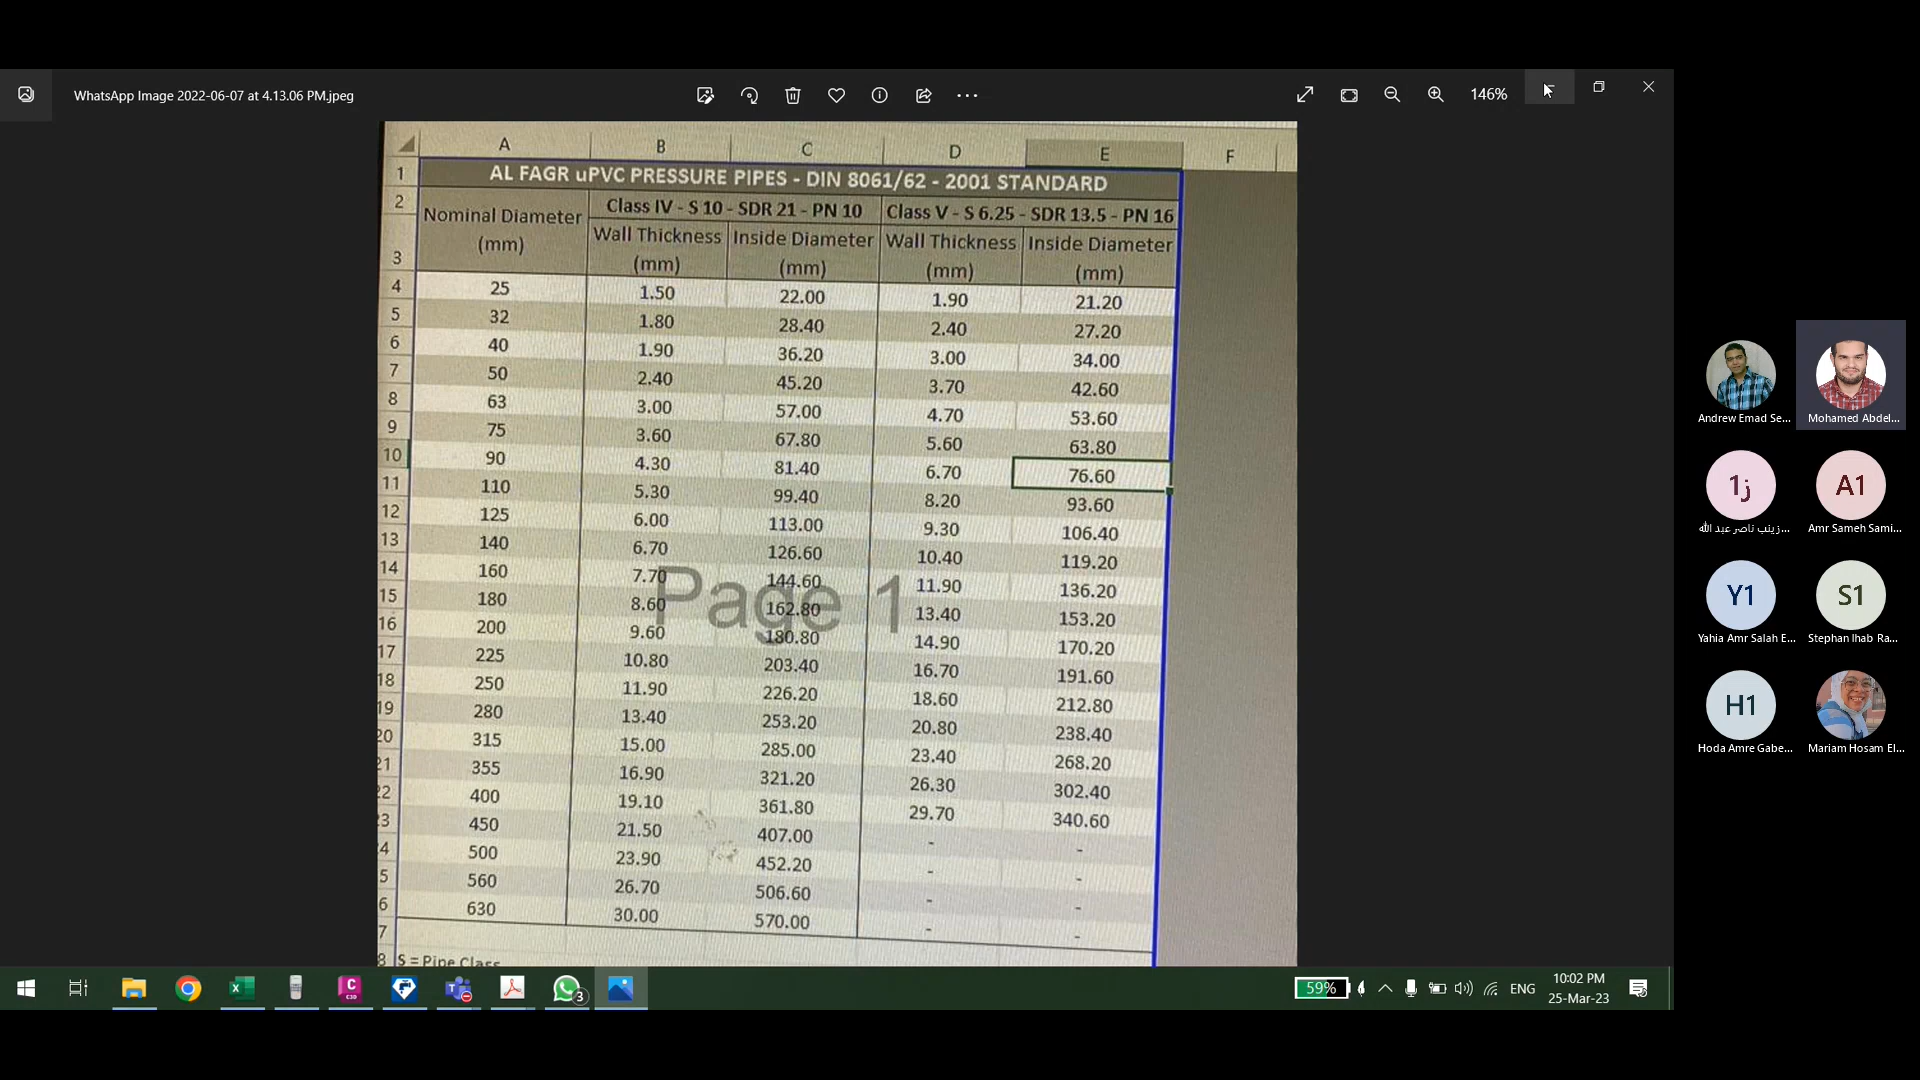 WhatsApp Image 2022-06-07 at 4.13.06 PM.jpeg
146%
A B C D E F
1 AL FAGR uPVC PRESSURE PIPES - DIN 8061/62 - 2001 STANDARD
2 Nominal Diameter (mm) Class IV - S 10 - SDR 21 - PN 10 Class V - S 6.25 - SDR 13.5 - PN 16
3 Wall Thickness (mm) Inside Diameter (mm) Wall Thickness (mm) Inside Diameter (mm)
4 25 1.50 22.00 1.90 21.20
5 32 1.80 28.40 2.40 27.20
6 40 1.90 36.20 3.00 34.00
7 50 2.40 45.20 3.70 42.60
8 63 3.00 57.00 4.70 53.60
9 75 3.60 67.80 5.60 63.80
10 90 4.30 81.40 6.70 76.60
11 110 5.30 99.40 8.20 93.60
12 125 6.00 113.00 9.30 106.40
13 140 6.70 126.60 10.40 119.20
14 160 7.70 144.60 11.90 136.20
15 180 8.60 162.80 13.40 153.20
Page 1
16 200 9.60 180.80 14.90 170.20
17 225 10.80 203.40 16.70 191.60
18 250 11.90 226.20 18.60 212.80
19 280 13.40 253.20 20.80 238.40
20 315 15.00 285.00 23.40 268.20
21 355 16.90 321.20 26.30 302.40
22 400 19.10 361.80 29.70 340.60
23 450 21.50 407.00 - -
4 500 23.90 452.20 - -
5 560 26.70 506.60 - -
6 630 30.00 570.00 - -
7
8 S = Pipe Class
Andrew Emad Se... Mohamed Abdel...
1ز A1
زينب ناصر عبد الله... Amr Sameh Sami...
Y1 S1
Yahia Amr Salah E... Stephan Ihab Ra...
H1
Hoda Amre Gabe... Mariam Hosam El...
3
59%
ENG
10:02 PM
25-Mar-23